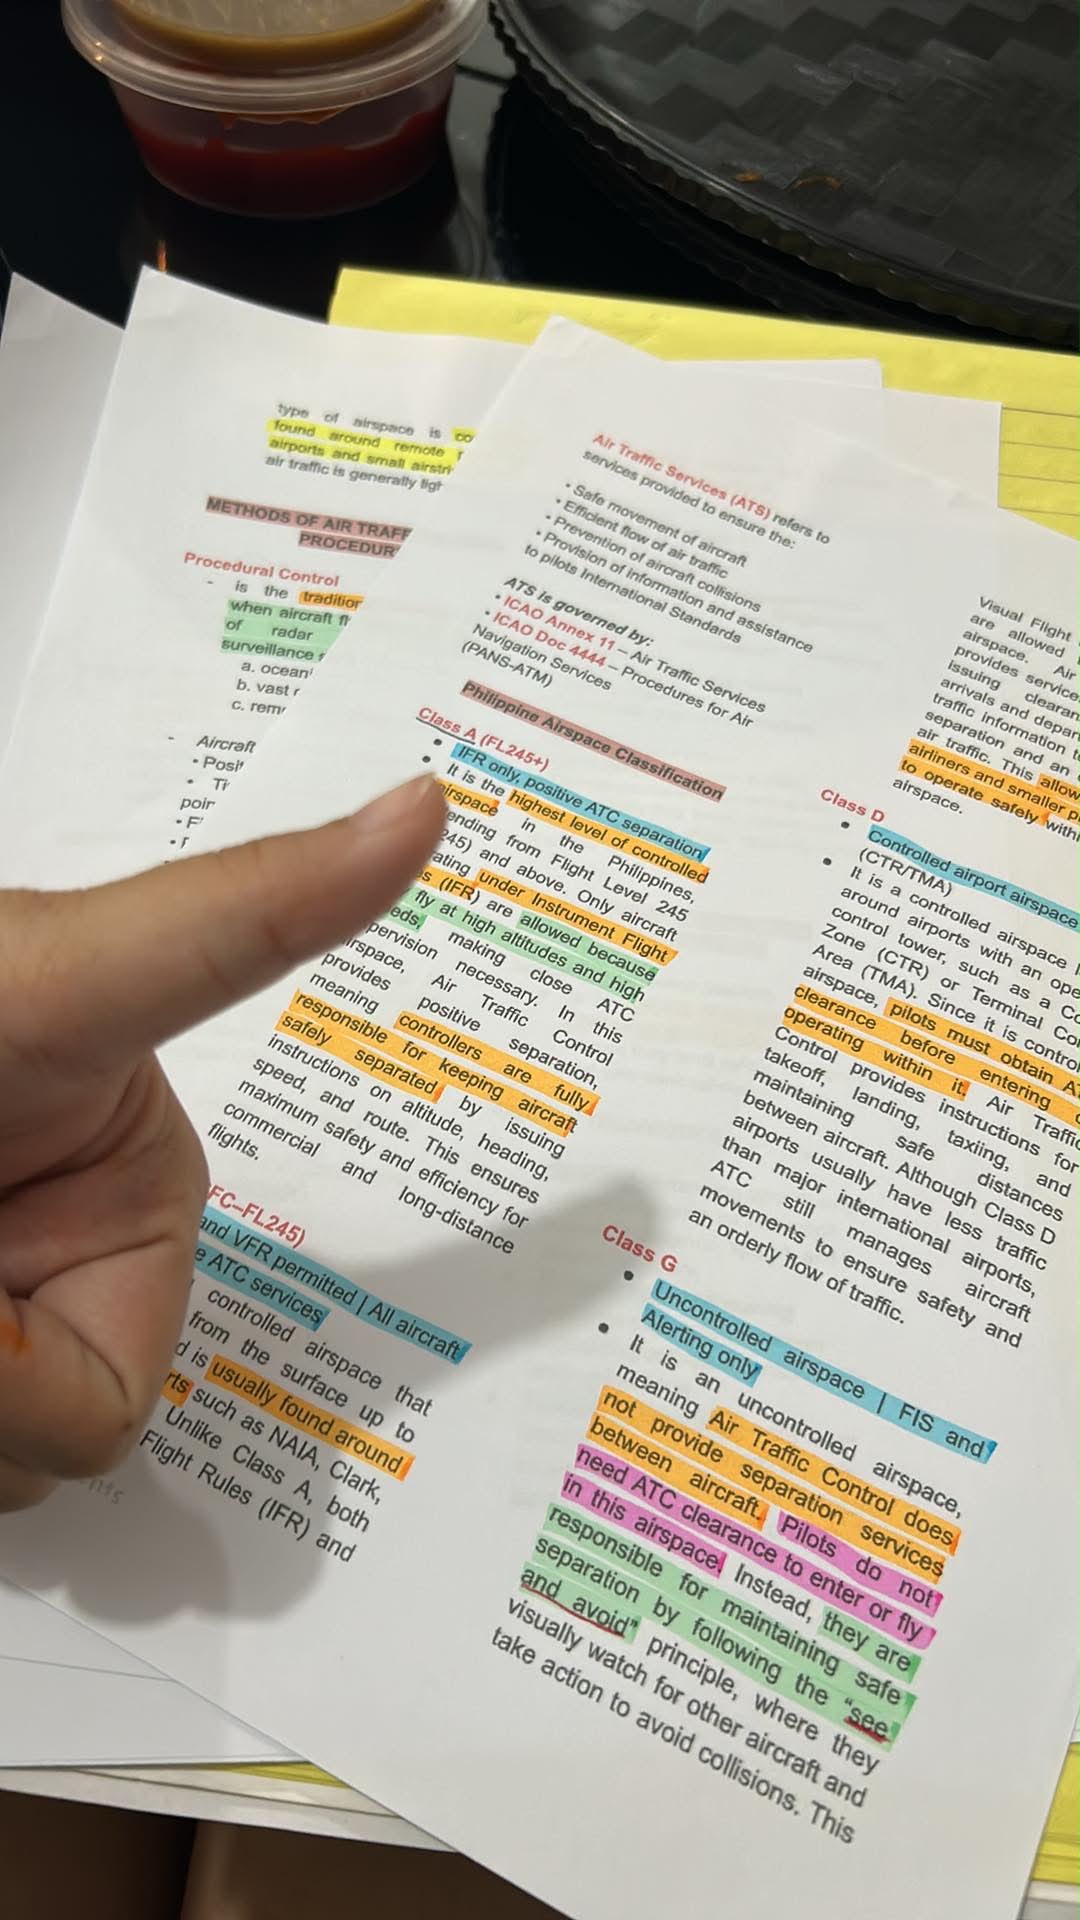 type of airspace is co
found around remote
airports and small airstri
air traffic is generally ligh
METHODS OF AIR TRAFF
PROCEDUR
Procedural Control
- is the tradition
when aircraft fl
of radar
surveillance
a. ocean
b. vast r
c. rem
- Aircraft
• Posi
• Ti
poin
• F
Air Traffic Services (ATS) refers to
services provided to ensure the:
• Safe movement of aircraft
• Efficient flow of air traffic
• Prevention of aircraft collisions
• Provision of information and assistance
to pilots International Standards
ATS is governed by:
• ICAO Annex 11 – Air Traffic Services
• ICAO Doc 4444 – Procedures for Air
Navigation Services
(PANS-ATM)
Philippine Airspace Classification
Class A (FL245+)
• IFR only, positive ATC separation
• It is the highest level of controlled
airspace in the Philippines,
ending from Flight Level 245
245) and above. Only aircraft
ating under Instrument Flight
es (IFR) are allowed because
fly at high altitudes and high
eds, making close ATC
pervision necessary. In this
airspace, Air Traffic Control
provides positive separation,
meaning controllers are fully
responsible for keeping aircraft
safely separated by issuing
instructions on altitude, heading,
speed, and route. This ensures
maximum safety and efficiency for
commercial and long-distance
flights.
FC–FL245)
and VFR permitted | All aircraft
e ATC services
controlled airspace that
from the surface up to
d is usually found around
rts such as NAIA, Clark,
Unlike Class A, both
Flight Rules (IFR) and
Visual Flight
are allowed
airspace. Air
provides service
issuing clearan
arrivals and depar
traffic information to
separation and an
air traffic. This allow
airliners and smaller p
to operate safely with
airspace.
Class D
• Controlled airport airspace
(CTR/TMA)
• It is a controlled airspace
around airports with an ope
control tower, such as a Co
Zone (CTR) or Terminal Co
Area (TMA). Since it is control
airspace, pilots must obtain AT
clearance before entering
operating within it. Air Traffic
Control provides instructions for
takeoff, landing, taxiing, and
maintaining safe distances
between aircraft. Although Class D
airports usually have less traffic
than major international airports,
ATC still manages aircraft
movements to ensure safety and
an orderly flow of traffic.
Class G
• Uncontrolled airspace | FIS and
Alerting only
• It is an uncontrolled airspace,
meaning Air Traffic Control does
not provide separation services
between aircraft. Pilots do not
need ATC clearance to enter or fly
in this airspace. Instead, they are
responsible for maintaining safe
separation by following the “see
and avoid” principle, where they
visually watch for other aircraft and
take action to avoid collisions. This